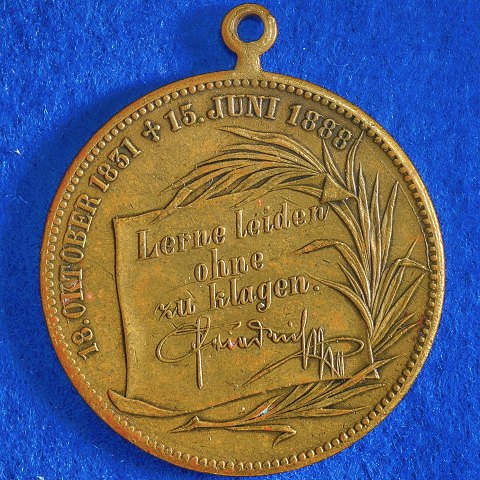 18. OKTOBER 1831 ✝ 15. JUNI 1888
Lerne leiden
ohne
zu klagen.
Friedrich